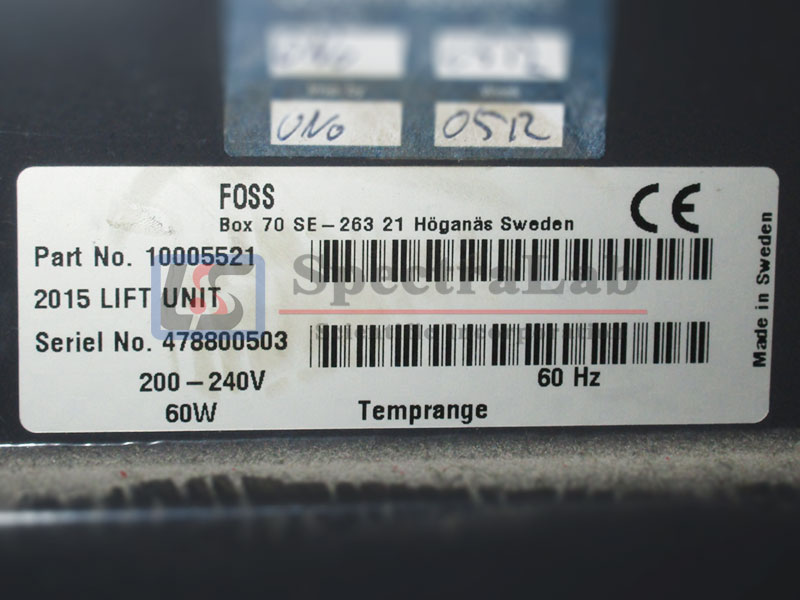 UNo 0512
FOSS
Box 70 SE-263 21 Höganäs Sweden
Part No. 10005521
2015 LIFT UNIT
Seriel No. 478800503
200-240V 60 Hz
60W Temprange
Made in Sweden
CE
SpectraLab